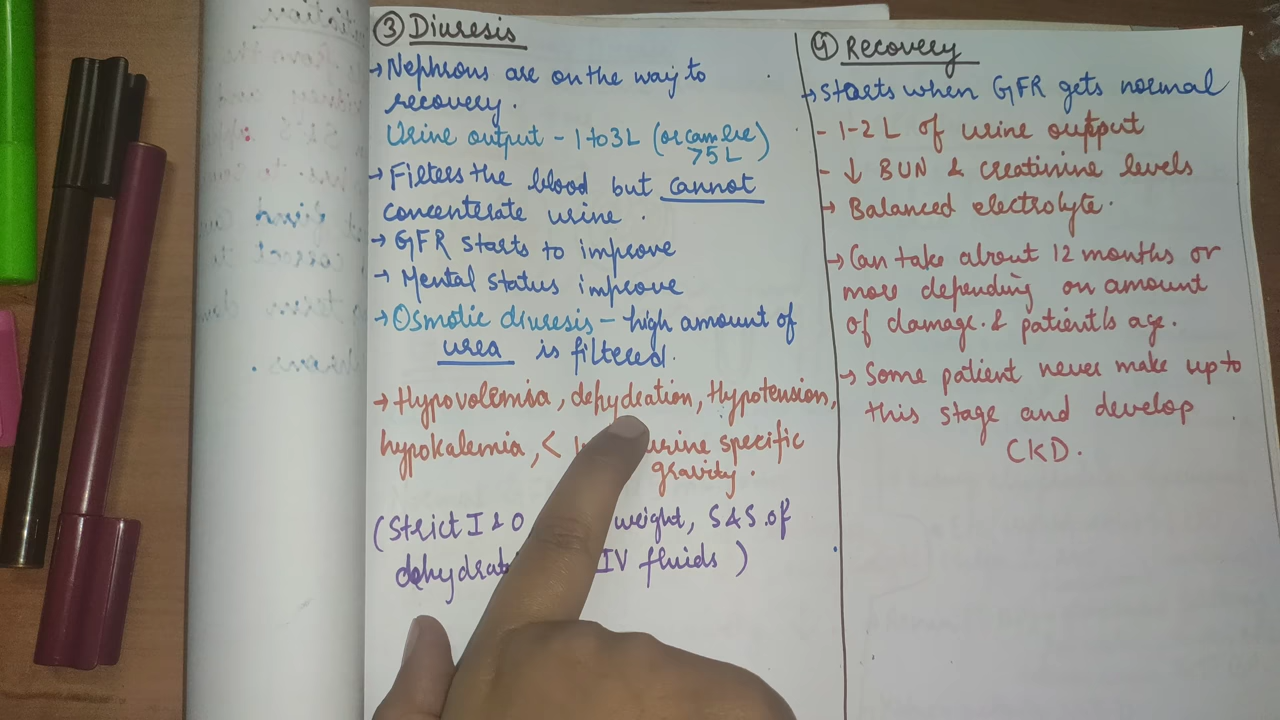 ③ Diuresis
→ Nephrons are on the way to
recovery.
Urine output - 1 to 3L (or can be
>5L)
→ Filters the blood but cannot
concenterate urine.
→ GFR starts to improve
→ Mental status improve
→ Osmotic diuresis - high amount of
urea is filtered.
→ Hypovolemia, dehydration, Hypotension,
hypokalemia, < urine specific
gravity.
(Strict I & O weight, S&S of
dehydrat IV fluids)
④ Recovery
→ Starts when GFR gets normal
- 1-2 L of urine output
- ↓ BUN & creatinine levels
→ Balanced electrolyte.
→ Can take about 12 months or
more depending on amount
of damage & patient's age.
→ Some patient never make up to
this stage and develop
CKD.